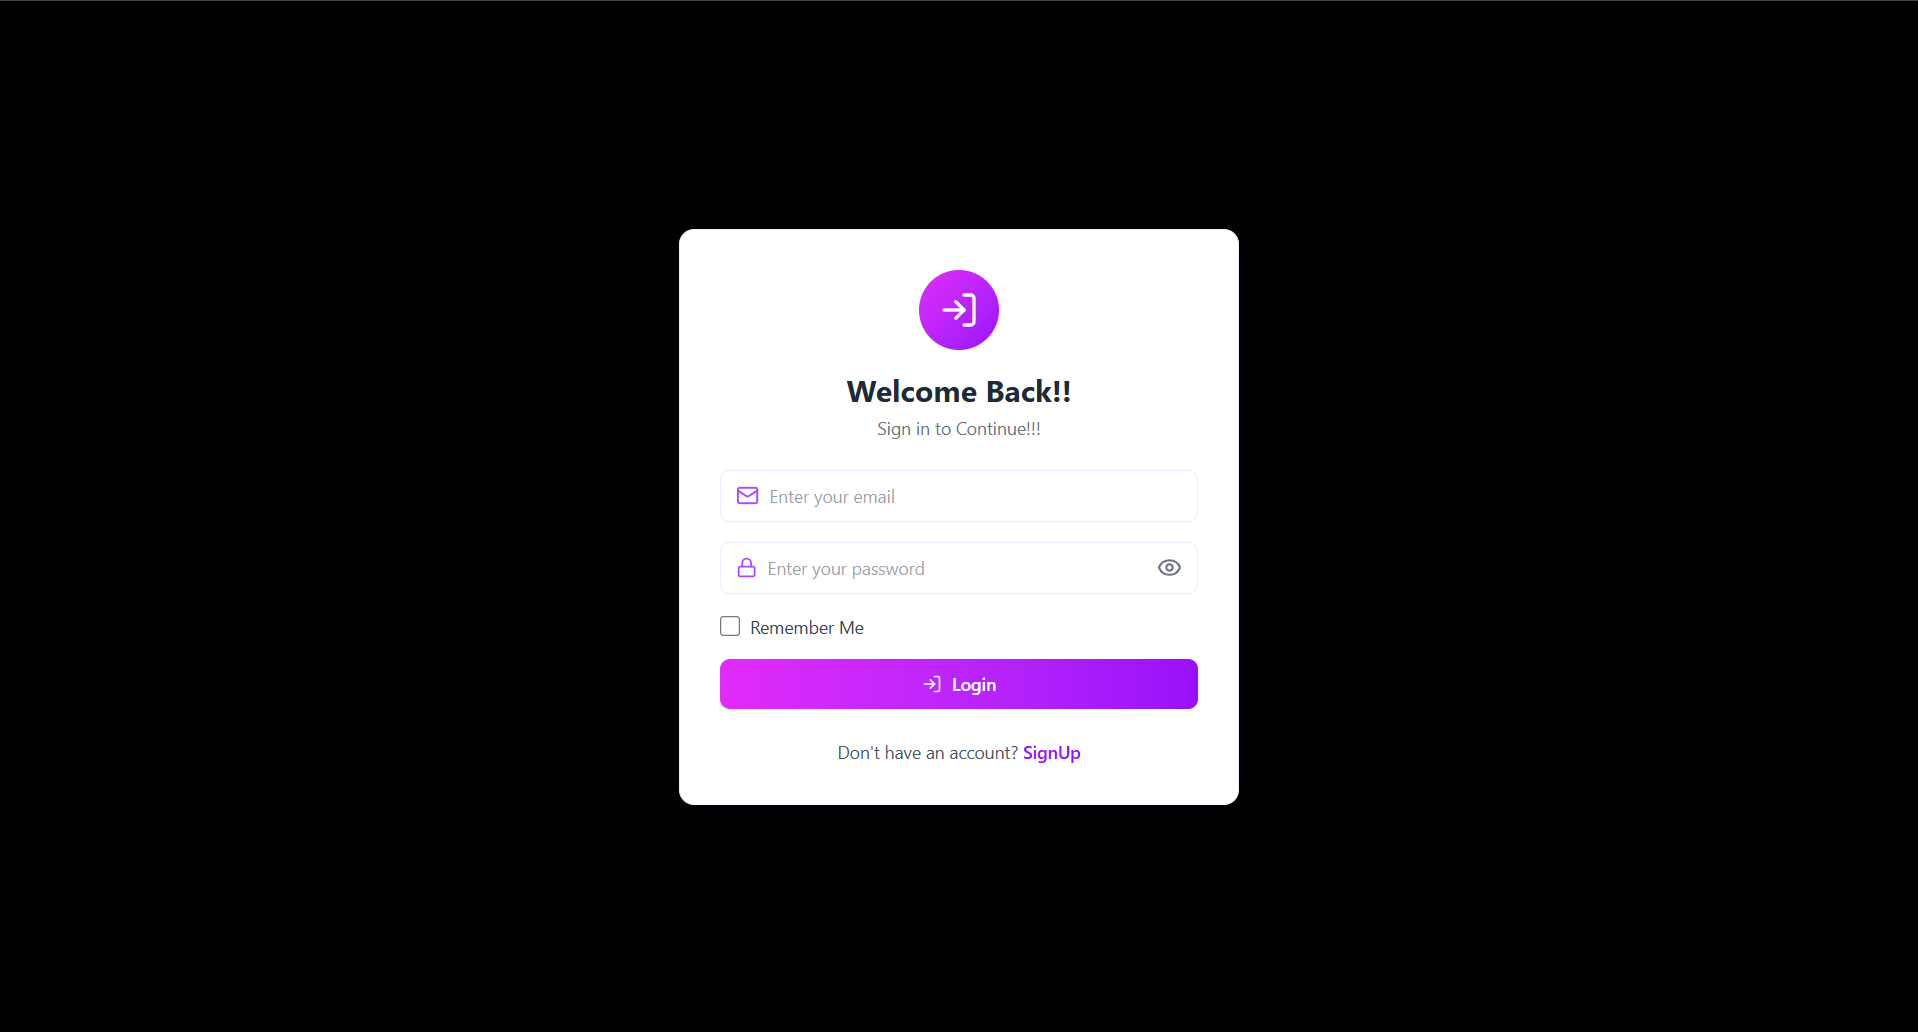 Welcome Back!!
Sign in to Continue!!!
Enter your email
Enter your password
Remember Me
Login
Don't have an account? SignUp